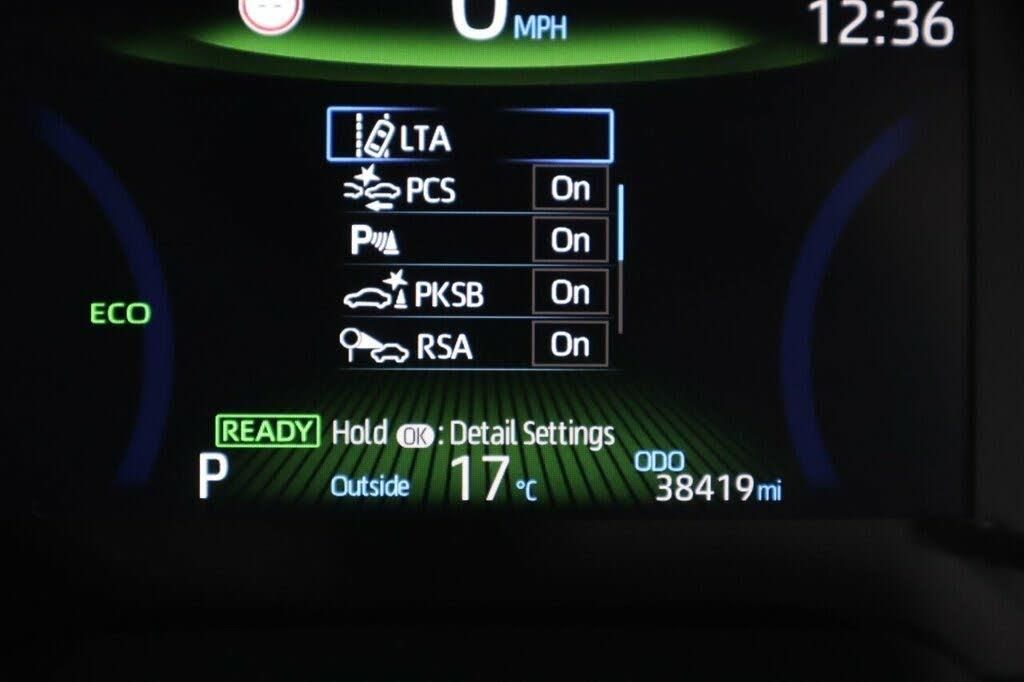 0 MPH
12:36
LTA
PCS On
P On
PKSB On
RSA On
ECO
READY Hold OK : Detail Settings
P Outside 17 °C ODO
38419 mi